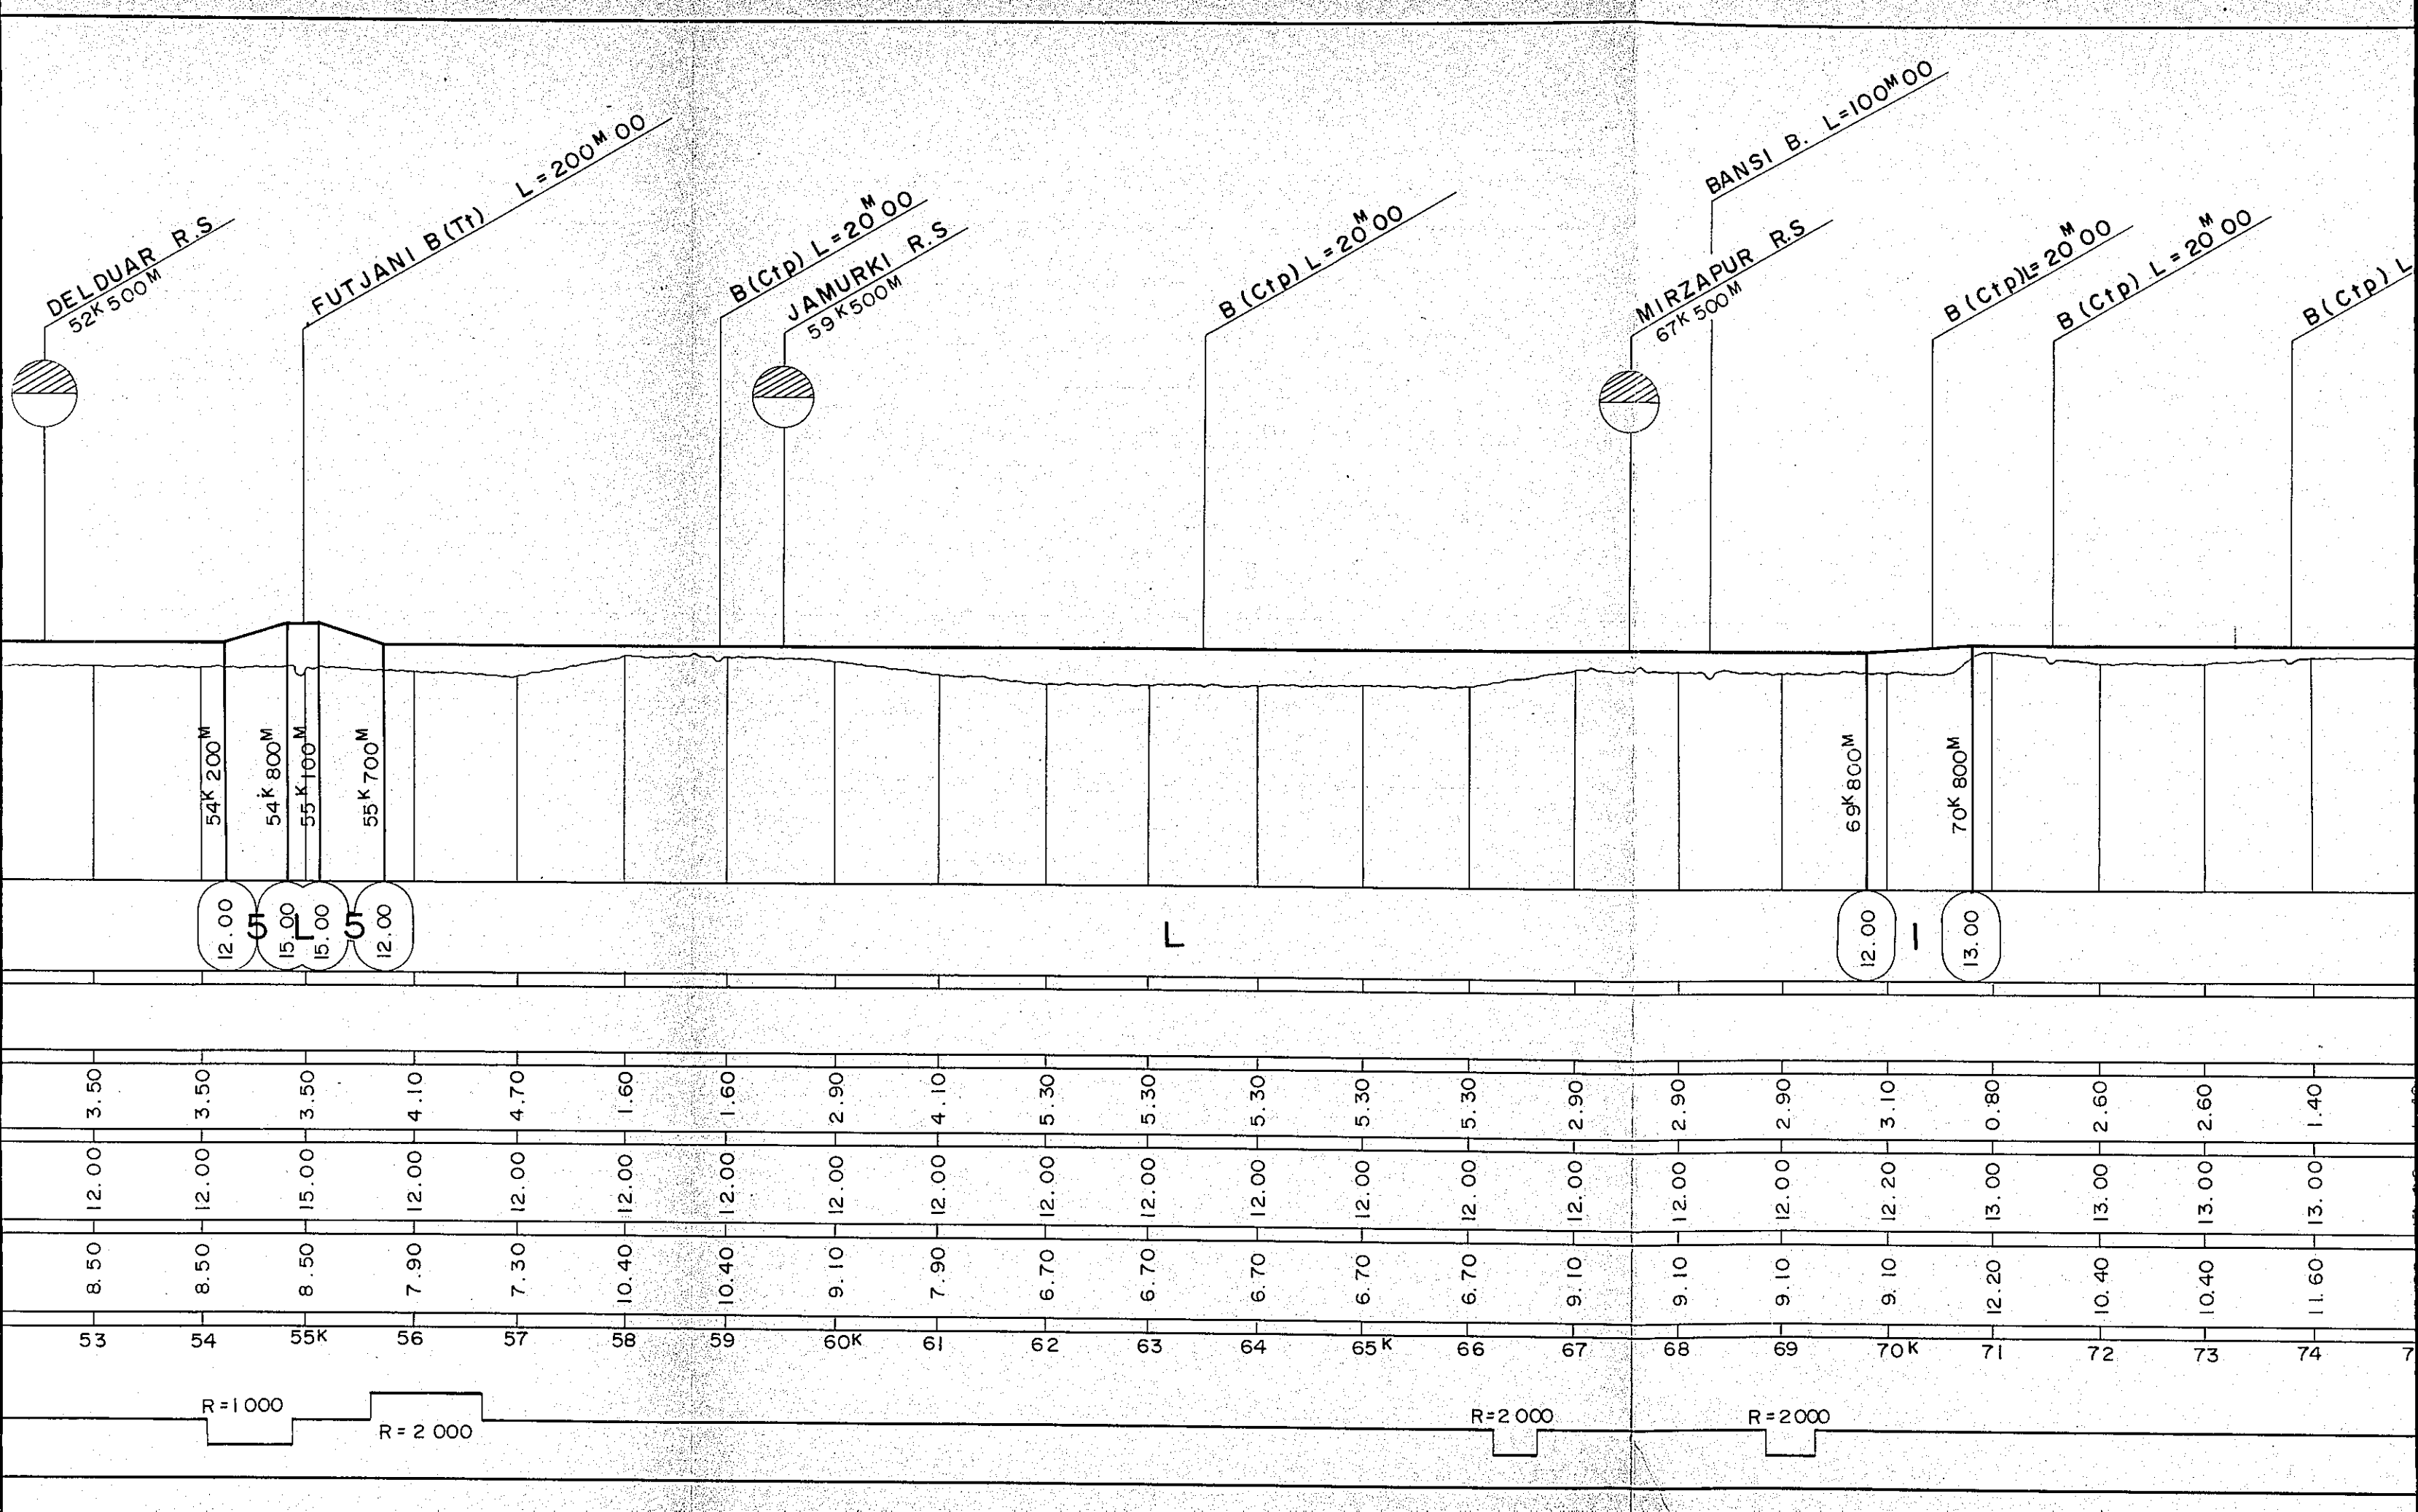 DELDUAR R.S
52K 500M
FUTJANI B(Tt) L=200M 00
B(Ctp) L=20M 00
JAMURKI R.S
59K 500M
B(Ctp) L=20M 00
MIRZAPUR R.S
67K 500M
BANSI B. L=100M 00
B(Ctp) L=20M 00
B(Ctp) L=20M 00
B(Ctp) L
54K 200M 54K 800M 55K 100M 55K 700M 69K 800M 70K 800M
12.00 5 15.00 L 15.00 5 12.00 L 12.00 1 13.00
3.50 3.50 3.50 4.10 4.70 1.60 1.60 2.90 4.10 5.30 5.30 5.30 5.30 5.30 2.90 2.90 2.90 3.10 0.80 2.60 2.60 1.40
12.00 12.00 15.00 12.00 12.00 12.00 12.00 12.00 12.00 12.00 12.00 12.00 12.00 12.00 12.00 12.00 12.00 12.20 13.00 13.00 13.00 13.00
8.50 8.50 8.50 7.90 7.30 10.40 10.40 9.10 7.90 6.70 6.70 6.70 6.70 6.70 9.10 9.10 9.10 9.10 12.20 10.40 10.40 11.60
53 54 55K 56 57 58 59 60K 61 62 63 64 65K 66 67 68 69 70K 71 72 73 74 7
R=1000 R=2000 R=2000 R=2000